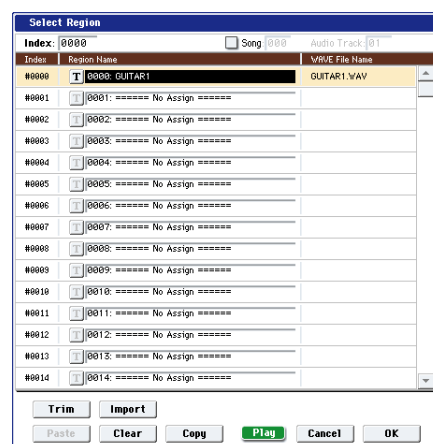 Select Region
Index: 0000 Song 000 Audio Track: 01
Index Region Name WAVE File Name
#0000 T 0000: GUITAR1 GUITAR1.WAV
#0001 T 0001: ====== No Assign ======
#0002 T 0002: ====== No Assign ======
#0003 T 0003: ====== No Assign ======
#0004 T 0004: ====== No Assign ======
#0005 T 0005: ====== No Assign ======
#0006 T 0006: ====== No Assign ======
#0007 T 0007: ====== No Assign ======
#0008 T 0008: ====== No Assign ======
#0009 T 0009: ====== No Assign ======
#0010 T 0010: ====== No Assign ======
#0011 T 0011: ====== No Assign ======
#0012 T 0012: ====== No Assign ======
#0013 T 0013: ====== No Assign ======
#0014 T 0014: ====== No Assign ======
Trim Import
Paste Clear Copy Play Cancel OK